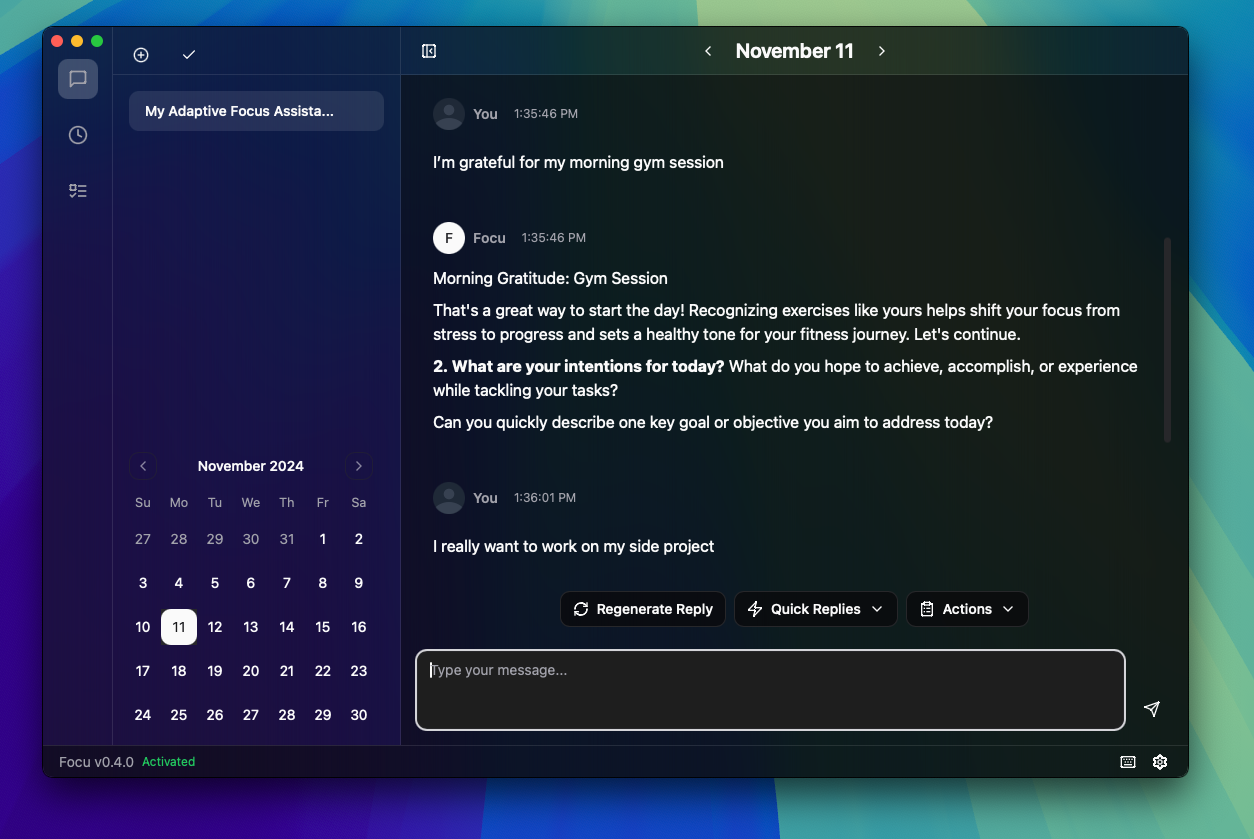 November 11
My Adaptive Focus Assista...
You 1:35:46 PM
I’m grateful for my morning gym session
F Focu 1:35:46 PM
Morning Gratitude: Gym Session
That's a great way to start the day! Recognizing exercises like yours helps shift your focus from
stress to progress and sets a healthy tone for your fitness journey. Let's continue.
2. What are your intentions for today? What do you hope to achieve, accomplish, or experience
while tackling your tasks?
Can you quickly describe one key goal or objective you aim to address today?
You 1:36:01 PM
I really want to work on my side project
Regenerate Reply Quick Replies Actions
Type your message...
November 2024
Su Mo Tu We Th Fr Sa
27 28 29 30 31 1 2
3 4 5 6 7 8 9
10 11 12 13 14 15 16
17 18 19 20 21 22 23
24 25 26 27 28 29 30
Focu v0.4.0 Activated